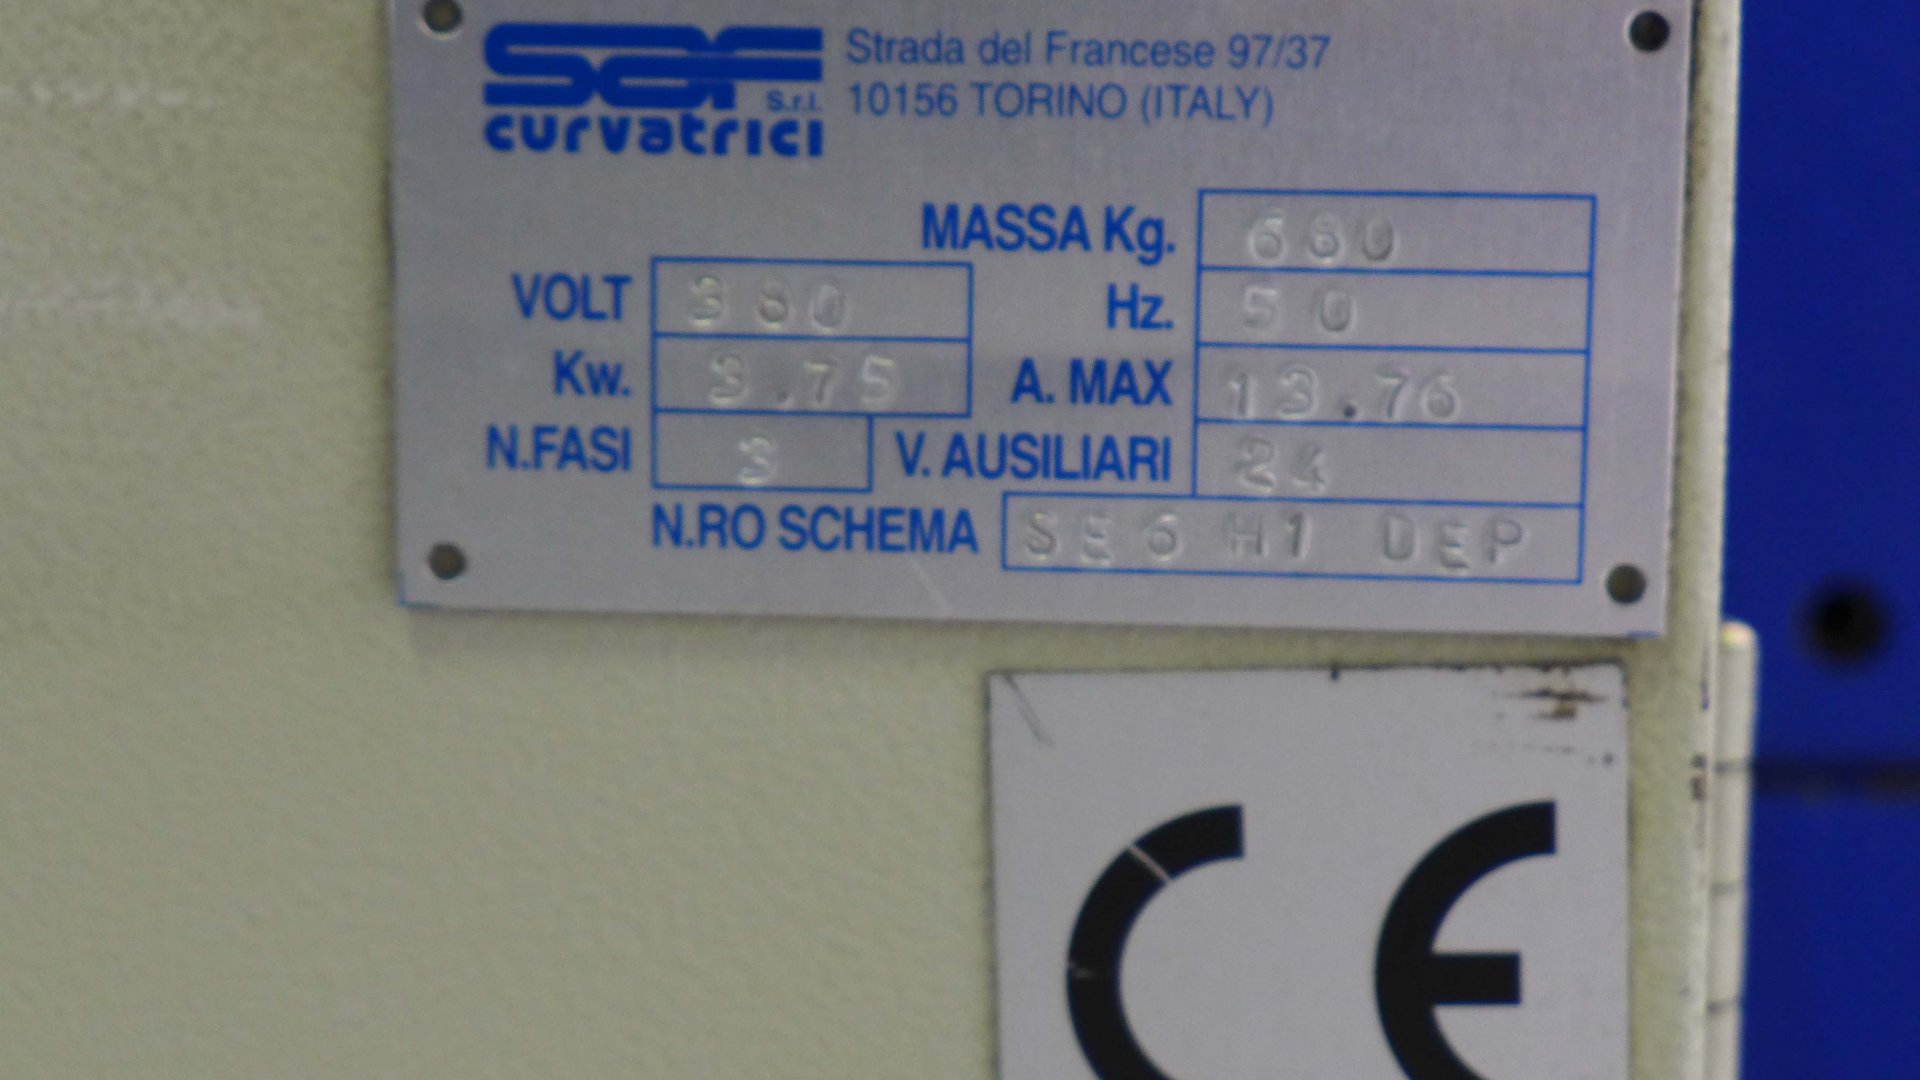 SAF S.r.l. curvatrici
Strada del Francese 97/37
10156 TORINO (ITALY)
MASSA Kg. 680
VOLT 380 Hz. 50
Kw. 3.75 A. MAX 13.76
N.FASI 3 V. AUSILIARI 24
N.RO SCHEMA SE6 H1 DEP
CE